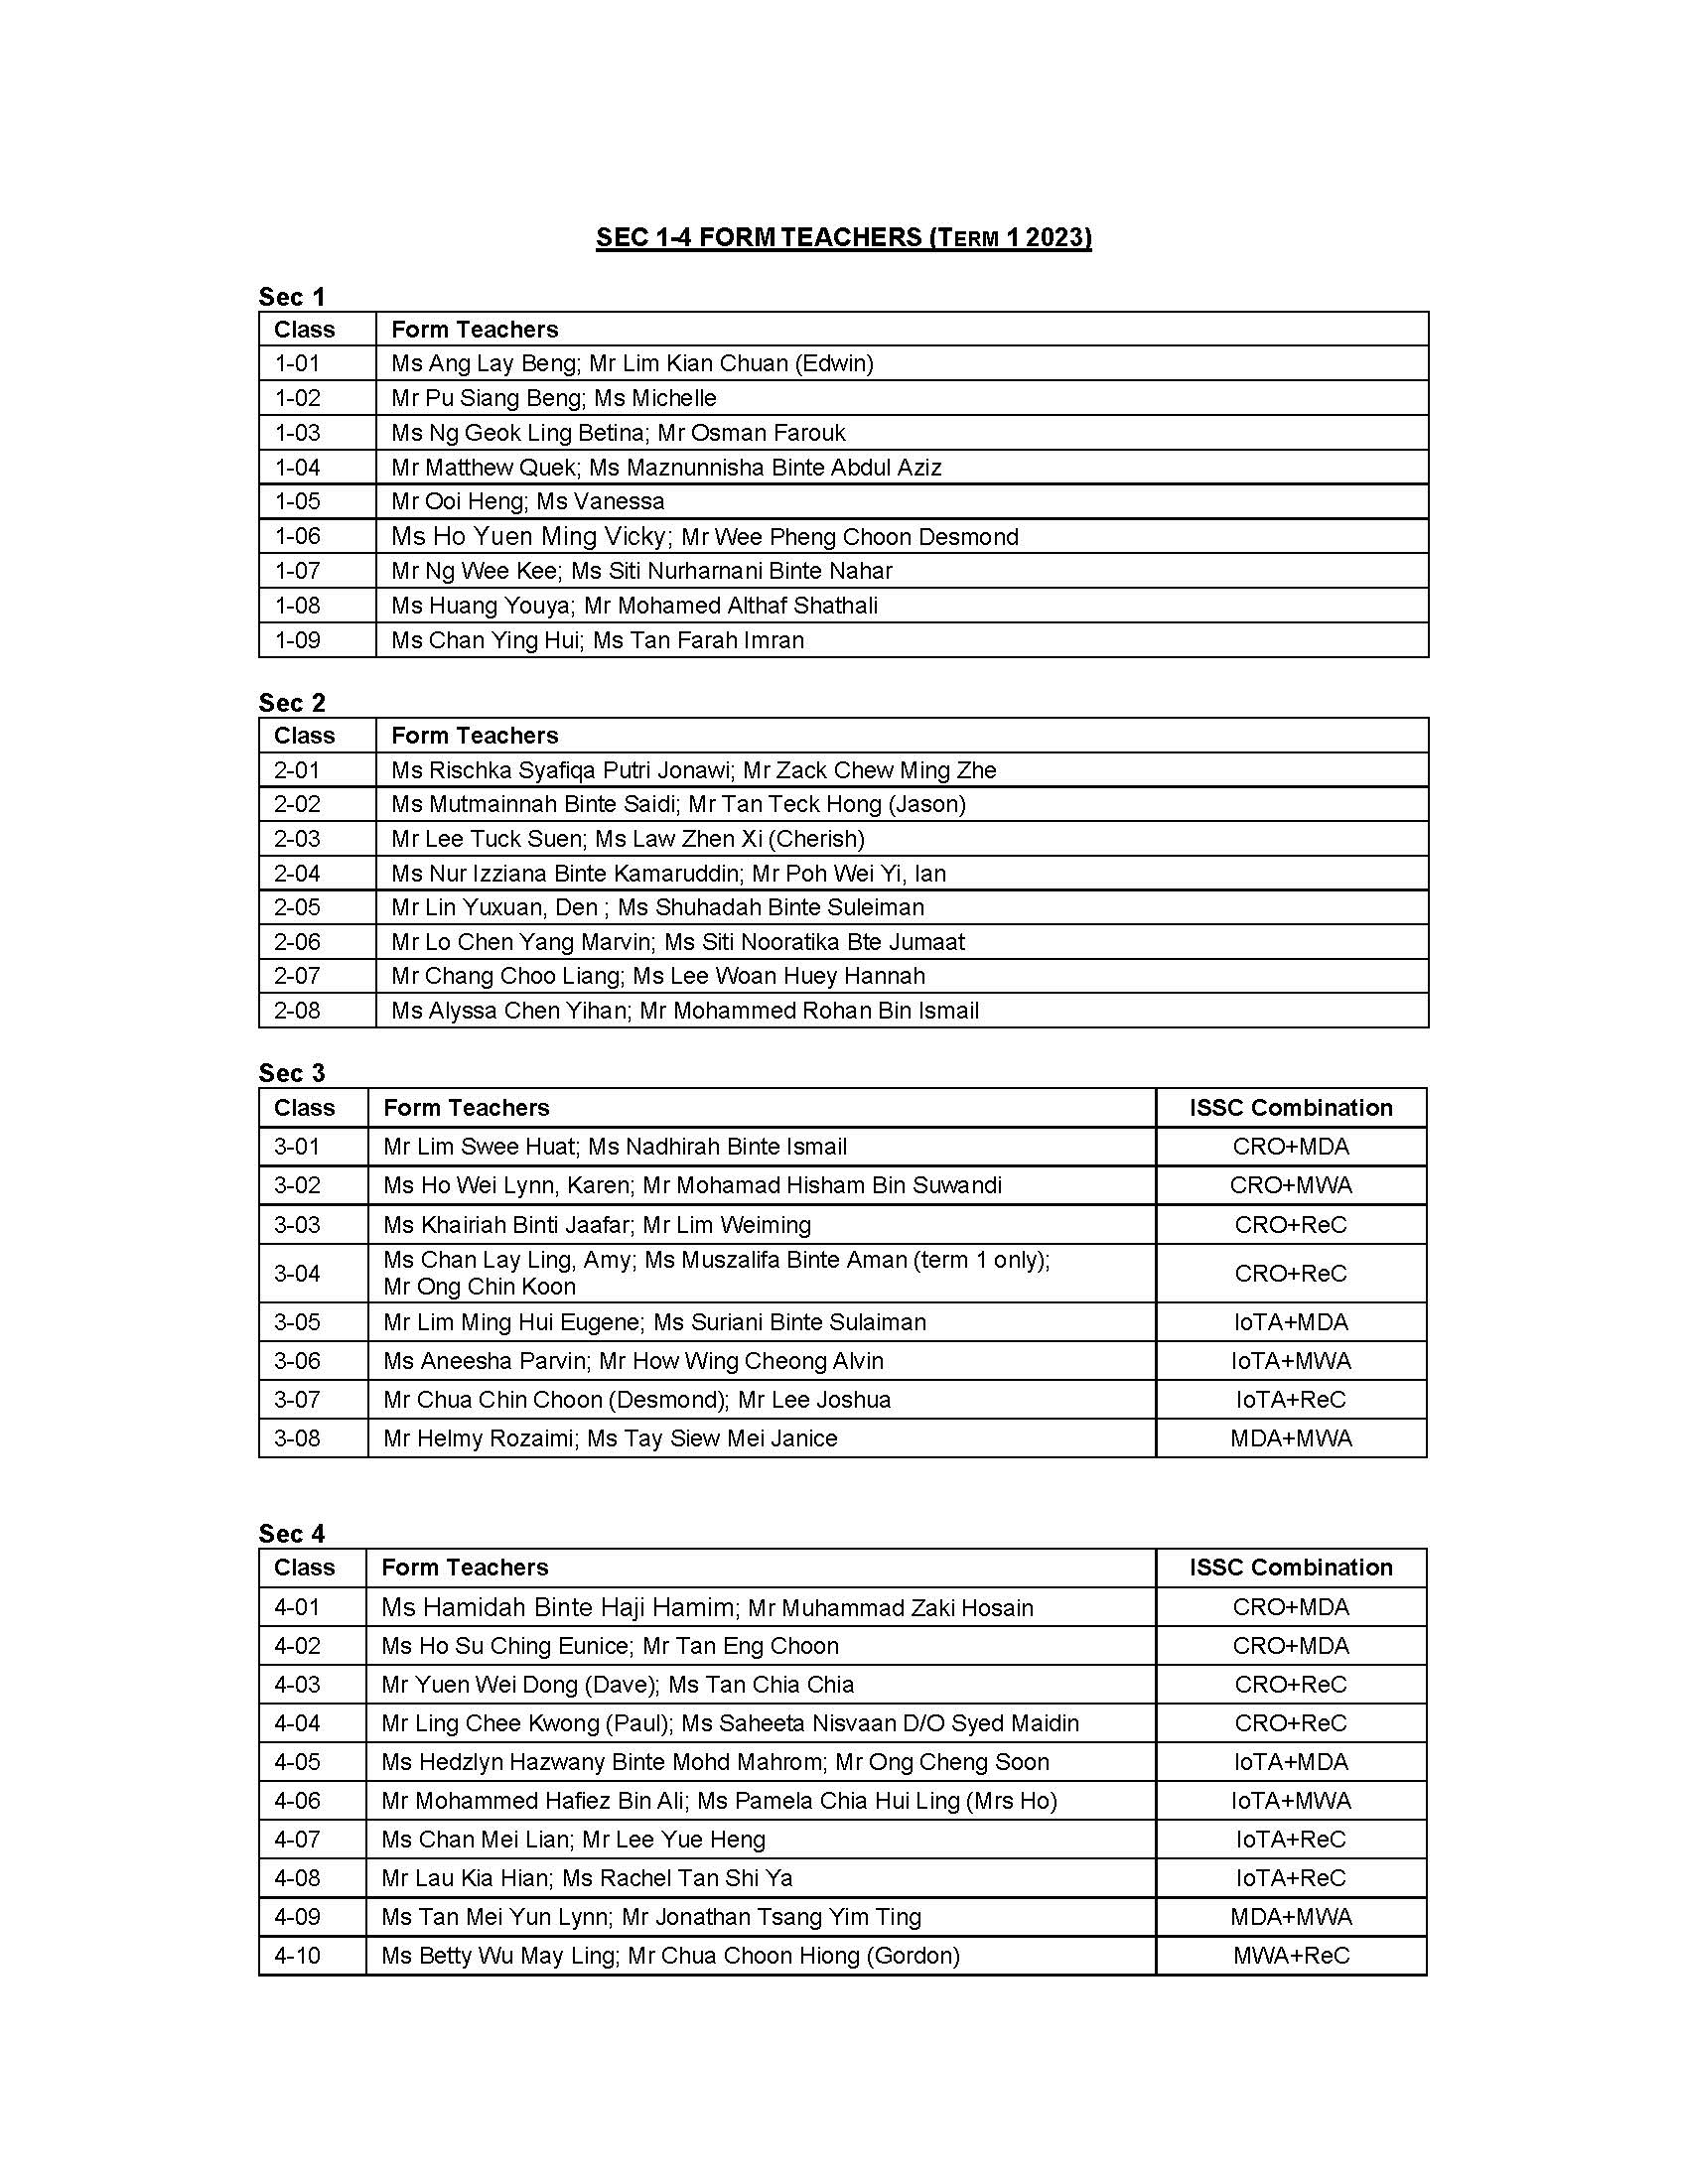 SEC 1-4 FORM TEACHERS (TERM 1 2023)
Sec 1
Class Form Teachers
1-01 Ms Ang Lay Beng; Mr Lim Kian Chuan (Edwin)
1-02 Mr Pu Siang Beng; Ms Michelle
1-03 Ms Ng Geok Ling Betina; Mr Osman Farouk
1-04 Mr Matthew Quek; Ms Maznunnisha Binte Abdul Aziz
1-05 Mr Ooi Heng; Ms Vanessa
1-06 Ms Ho Yuen Ming Vicky; Mr Wee Pheng Choon Desmond
1-07 Mr Ng Wee Kee; Ms Siti Nurharnani Binte Nahar
1-08 Ms Huang Youya; Mr Mohamed Althaf Shathali
1-09 Ms Chan Ying Hui; Ms Tan Farah Imran
Sec 2
Class Form Teachers
2-01 Ms Rischka Syafiqa Putri Jonawi; Mr Zack Chew Ming Zhe
2-02 Ms Mutmainnah Binte Saidi; Mr Tan Teck Hong (Jason)
2-03 Mr Lee Tuck Suen; Ms Law Zhen Xi (Cherish)
2-04 Ms Nur Izziana Binte Kamaruddin; Mr Poh Wei Yi, Ian
2-05 Mr Lin Yuxuan, Den ; Ms Shuhadah Binte Suleiman
2-06 Mr Lo Chen Yang Marvin; Ms Siti Nooratika Bte Jumaat
2-07 Mr Chang Choo Liang; Ms Lee Woan Huey Hannah
2-08 Ms Alyssa Chen Yihan; Mr Mohammed Rohan Bin Ismail
Sec 3
Class Form Teachers ISSC Combination
3-01 Mr Lim Swee Huat; Ms Nadhirah Binte Ismail CRO+MDA
3-02 Ms Ho Wei Lynn, Karen; Mr Mohamad Hisham Bin Suwandi CRO+MWA
3-03 Ms Khairiah Binti Jaafar; Mr Lim Weiming CRO+ReC
3-04 Ms Chan Lay Ling, Amy; Ms Muszalifa Binte Aman (term 1 only);
Mr Ong Chin Koon CRO+ReC
3-05 Mr Lim Ming Hui Eugene; Ms Suriani Binte Sulaiman IoTA+MDA
3-06 Ms Aneesha Parvin; Mr How Wing Cheong Alvin IoTA+MWA
3-07 Mr Chua Chin Choon (Desmond); Mr Lee Joshua IoTA+ReC
3-08 Mr Helmy Rozaimi; Ms Tay Siew Mei Janice MDA+MWA
Sec 4
Class Form Teachers ISSC Combination
4-01 Ms Hamidah Binte Haji Hamim; Mr Muhammad Zaki Hosain CRO+MDA
4-02 Ms Ho Su Ching Eunice; Mr Tan Eng Choon CRO+MDA
4-03 Mr Yuen Wei Dong (Dave); Ms Tan Chia Chia CRO+ReC
4-04 Mr Ling Chee Kwong (Paul); Ms Saheeta Nisvaan D/O Syed Maidin CRO+ReC
4-05 Ms Hedzlyn Hazwany Binte Mohd Mahrom; Mr Ong Cheng Soon IoTA+MDA
4-06 Mr Mohammed Hafiez Bin Ali; Ms Pamela Chia Hui Ling (Mrs Ho) IoTA+MWA
4-07 Ms Chan Mei Lian; Mr Lee Yue Heng IoTA+ReC
4-08 Mr Lau Kia Hian; Ms Rachel Tan Shi Ya IoTA+ReC
4-09 Ms Tan Mei Yun Lynn; Mr Jonathan Tsang Yim Ting MDA+MWA
4-10 Ms Betty Wu May Ling; Mr Chua Choon Hiong (Gordon) MWA+ReC